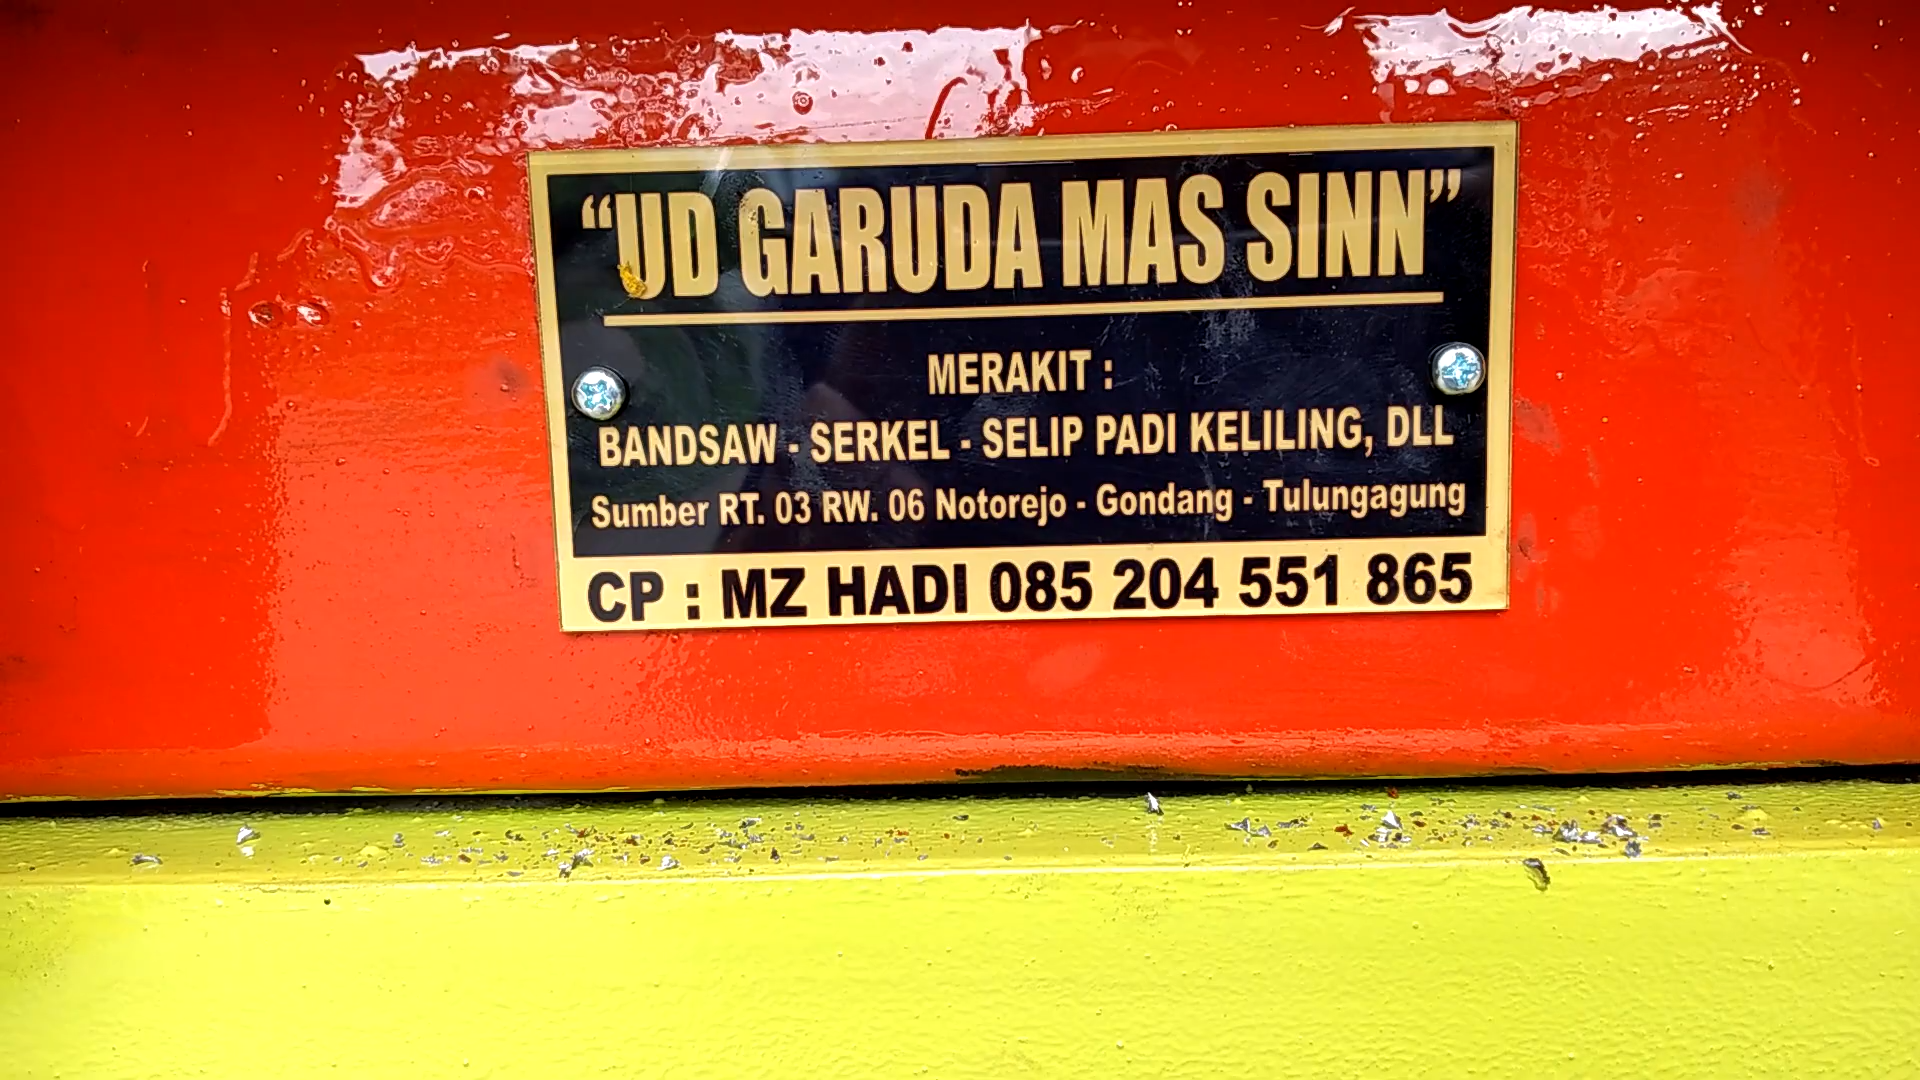 “UD GARUDA MAS SINN”
MERAKIT :
BANDSAW - SERKEL - SELIP PADI KELILING, DLL
Sumber RT. 03 RW. 06 Notorejo - Gondang - Tulungagung
CP : MZ HADI 085 204 551 865